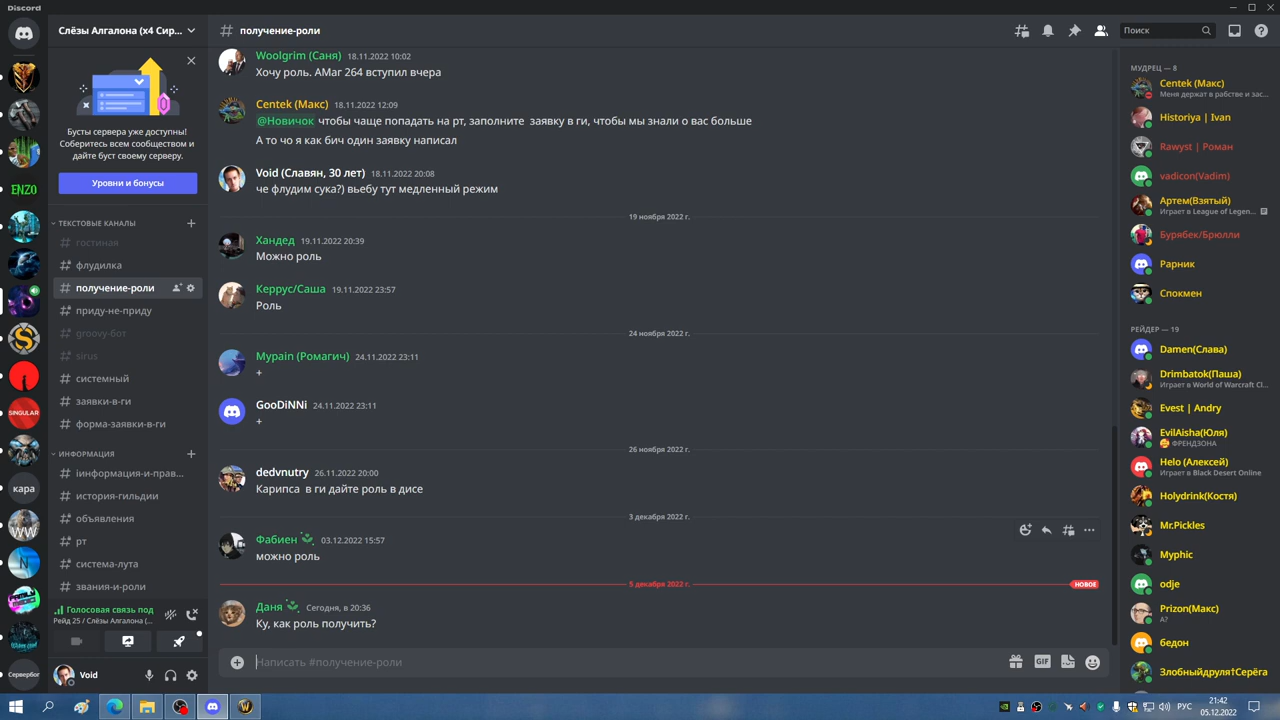 Discord
Слёзы Алгалона (x4 Сир...
Бусты сервера уже доступны!
Соберитесь всем сообществом и
дайте буст своему серверу.
Уровни и бонусы
ТЕКСТОВЫЕ КАНАЛЫ
гостиная
флудилка
получение-роли
приду-не-приду
groovy-бот
sirus
системный
заявки-в-ги
форма-заявки-в-ги
ИНФОРМАЦИЯ
іинформация-и-прав...
история-гильдии
объявления
рт
система-лута
звания-и-роли
Голосовая связь под
Рейд 25 / Слёзы Алгалона (...
Void
ENZO
SINGULAR
кара
WW
N
Сервербог
получение-роли
Поиск
Woolgrim (Саня) 18.11.2022 10:02
Хочу роль. АМаг 264 вступил вчера
Centek (Макс) 18.11.2022 12:09
@Новичок чтобы чаще попадать на рт, заполните заявку в ги, чтобы мы знали о вас больше
А то чо я как бич один заявку написал
Void (Славян, 30 лет) 18.11.2022 20:08
че флудим сука?) вьебу тут медленный режим
19 ноября 2022 г.
Хандед 19.11.2022 20:39
Можно роль
Керрус/Саша 19.11.2022 23:57
Роль
24 ноября 2022 г.
Мураin (Ромагич) 24.11.2022 23:11
+
GooDiNNi 24.11.2022 23:11
+
26 ноября 2022 г.
dedvnutry 26.11.2022 20:00
Карипса в ги дайте роль в дисе
3 декабря 2022 г.
Фабиен 03.12.2022 15:57
можно роль
5 декабря 2022 г.
НОВОЕ
Даня Сегодня, в 20:36
Ку, как роль получить?
Написать #получение-роли
GIF
МУДРЕЦ — 8
Centek (Макс)
Меня держат в рабстве и зас...
Historiya | Ivan
Rawyst | Роман
vadicon(Vadim)
Артем(Взятый)
Играет в League of Legen...
Бурябек/Брюлли
Рарник
Спокмен
РЕЙДЕР — 19
Damen(Слава)
Drimbatok(Паша)
Играет в World of Warcraft Cl...
Evest | Andry
EvilAisha(Юля)
ФРЕНДЗОНА
Helo (Алексей)
Играет в Black Desert Online
Holydrink(Костя)
Mr.Pickles
Myphic
odje
Prizon(Макс)
А?
бедон
Злобныйдруля†Серёга
РУС
21:42
05.12.2022